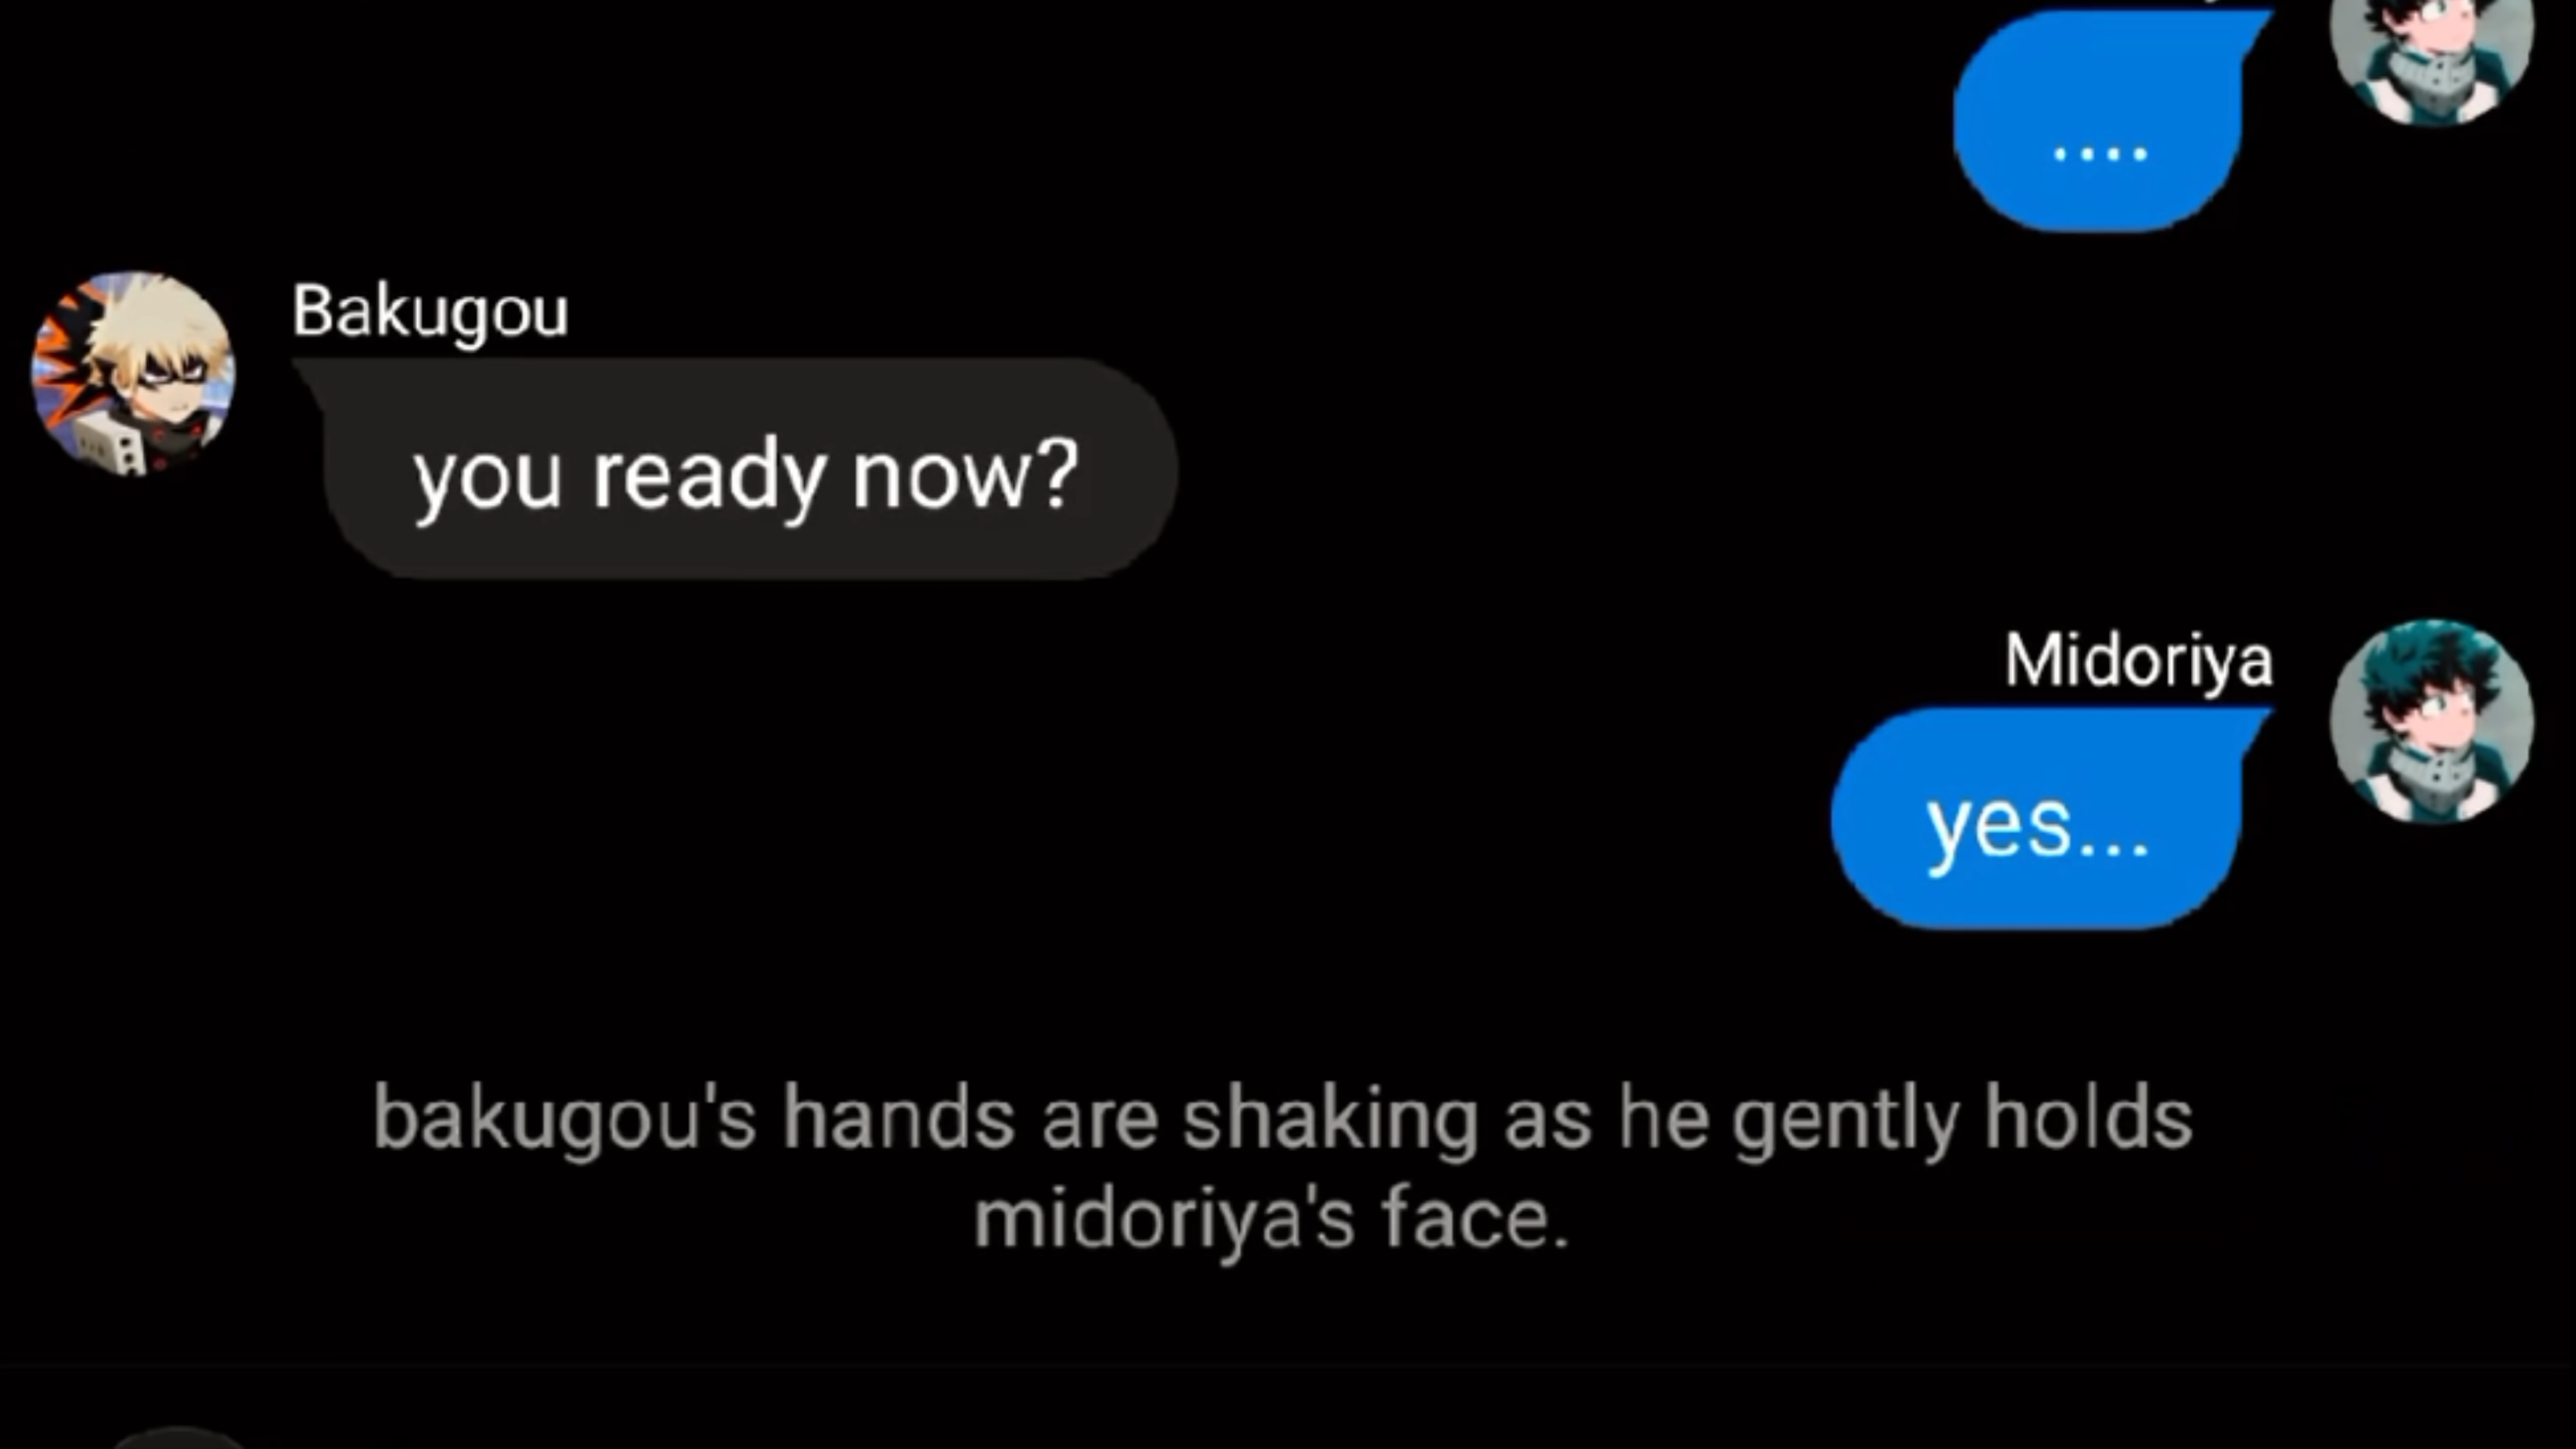 ....
Bakugou
you ready now?
Midoriya
yes...
bakugou's hands are shaking as he gently holds
midoriya's face.